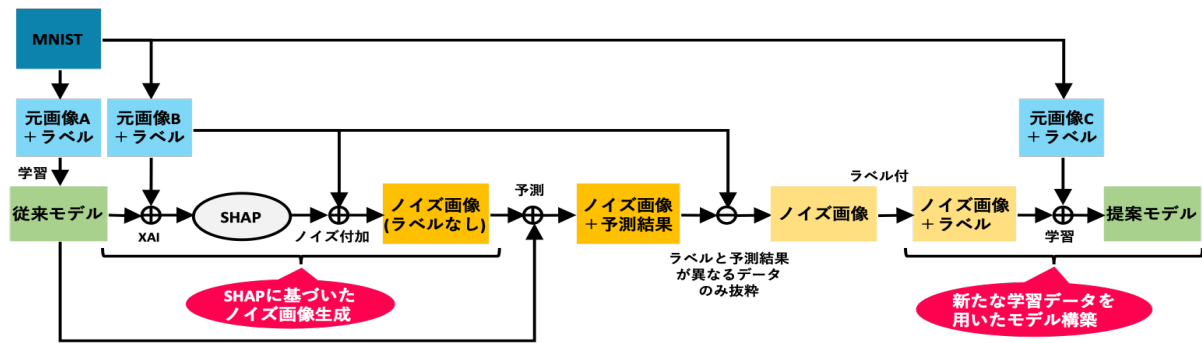 MNIST
元画像A
＋ラベル
元画像B
＋ラベル
元画像C
＋ラベル
学習
従来モデル
XAI
SHAP
ノイズ付加
ノイズ画像
(ラベルなし)
予測
ノイズ画像
＋予測結果
ラベルと予測結果
が異なるデータ
のみ抜粋
ノイズ画像
ラベル付
ノイズ画像
＋ラベル
学習
提案モデル
SHAPに基づいた
ノイズ画像生成
新たな学習データを
用いたモデル構築